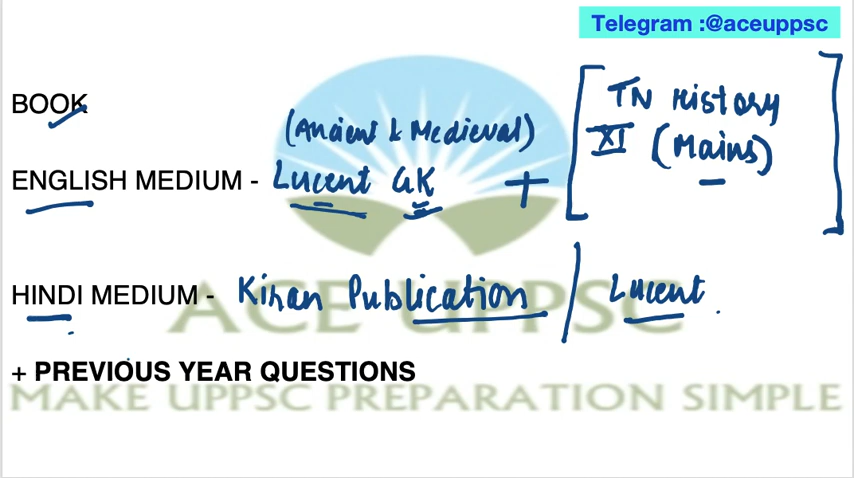 Telegram :@aceuppsc
BOOK
(Ancient & Medieval)
ENGLISH MEDIUM - Lucent GK + [TN History
XI (Mains)]
HINDI MEDIUM - Kiran Publication / Lucent.
+ PREVIOUS YEAR QUESTIONS
ACE UPPSC
MAKE UPPSC PREPARATION SIMPLE